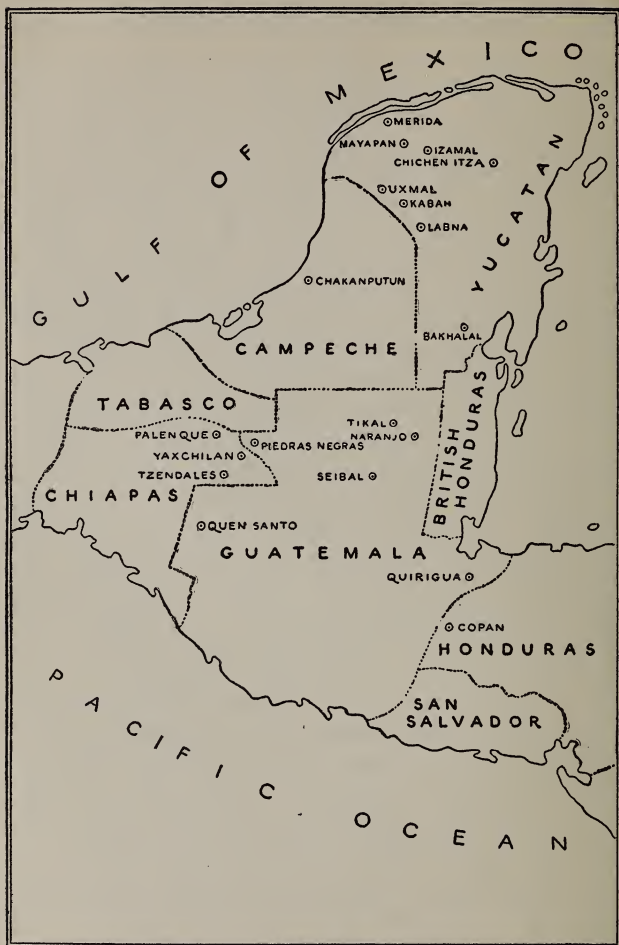 GULF OF MEXICO
MERIDA
MAYAPAN
IZAMAL
CHICHEN ITZA
UXMAL
KABAH
LABNA
YUCATAN
CHAKANPUTUN
BAKHALAL
CAMPECHE
TABASCO
BRITISH
HONDURAS
TIKAL
NARANJO
PALENQUE
PIEDRAS NEGRAS
YAXCHILAN
TZENDALES
SEIBAL
CHIAPAS
QUEN SANTO
GUATEMALA
QUIRIGUA
COPAN
HONDURAS
SAN
SALVADOR
PACIFIC OCEAN